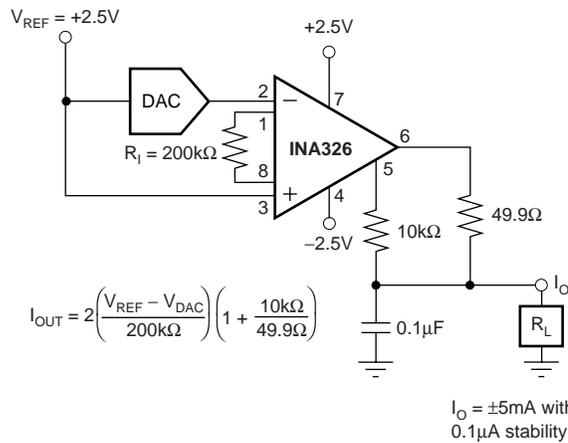 V_REF = +2.5V
+2.5V
DAC
2
−
7
1
6
R_I = 200kΩ
INA326
5
8
+
4
3
−2.5V
10kΩ
49.9Ω
I_OUT = 2 ( (V_REF − V_DAC) / 200kΩ ) ( 1 + 10kΩ / 49.9Ω )
0.1µF
I_O
R_L
I_O = ±5mA with
0.1µA stability